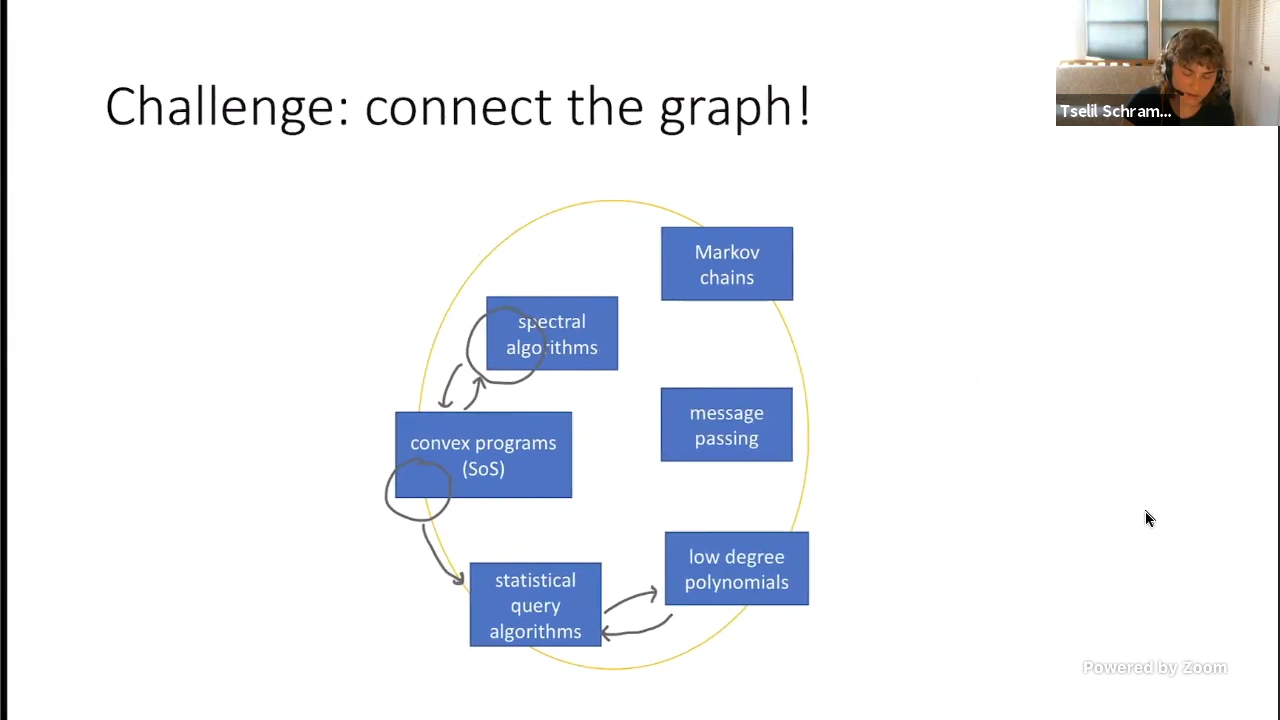 Challenge: connect the graph!
Tselil Schram...
Markov
chains
spectral
algorithms
message
passing
convex programs
(SoS)
low degree
polynomials
statistical
query
algorithms
Powered by Zoom